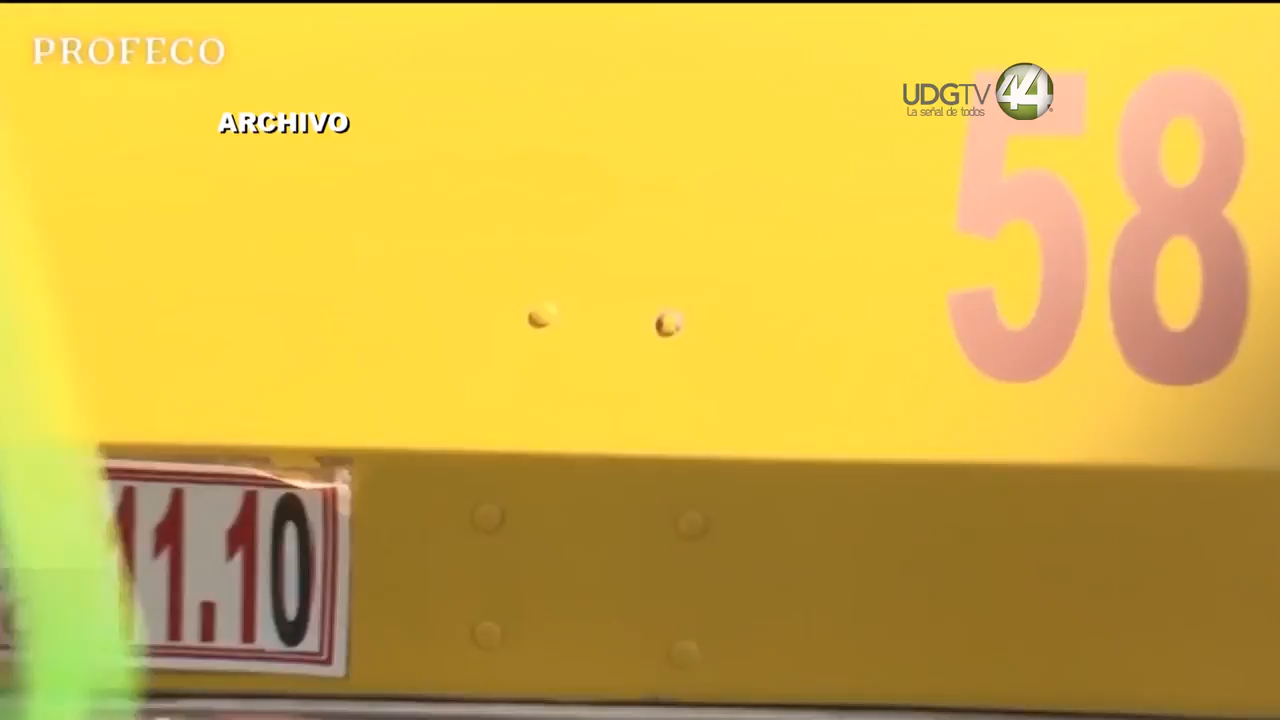 PROFECO
ARCHIVO
UDGTV 44
La señal de todos
58
11.10